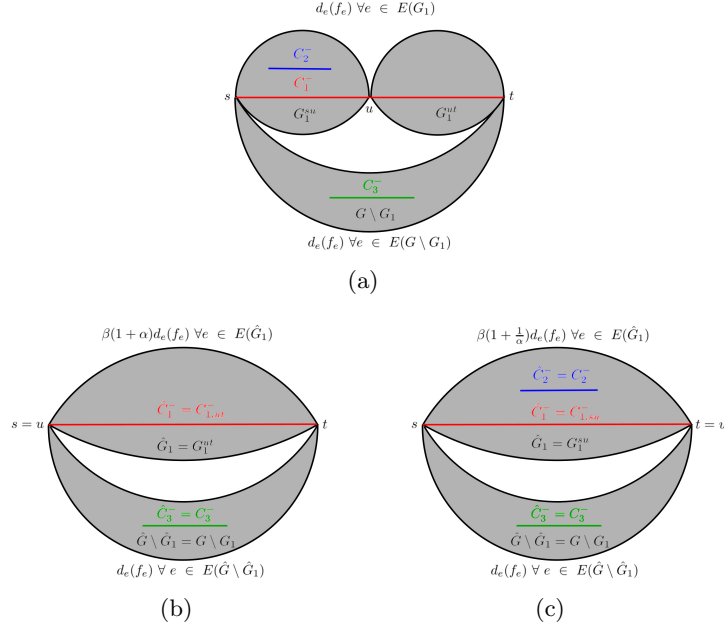 d_e(f_e) ∀e ∈ E(G_1)
C_2^-
C_1^-
s
u
t
G_1^{su}
G_1^{ut}
C_3^-
G \ G_1
d_e(f_e) ∀e ∈ E(G \ G_1)
(a)
β(1 + α)d_e(f_e) ∀e ∈ E(Ĝ_1)
Ĉ_1^- = C_{1,ut}^-
s = u
t
Ĝ_1 = G_1^{ut}
Ĉ_3^- = C_3^-
Ĝ \ Ĝ_1 = G \ G_1
d_e(f_e) ∀ e ∈ E(Ĝ \ Ĝ_1)
(b)
β(1 + \frac{1}{α})d_e(f_e) ∀e ∈ E(Ĝ_1)
Ĉ_2^- = C_2^-
Ĉ_1^- = C_{1,su}^-
s
t = u
Ĝ_1 = G_1^{su}
Ĉ_3^- = C_3^-
Ĝ \ Ĝ_1 = G \ G_1
d_e(f_e) ∀ e ∈ E(Ĝ \ Ĝ_1)
(c)